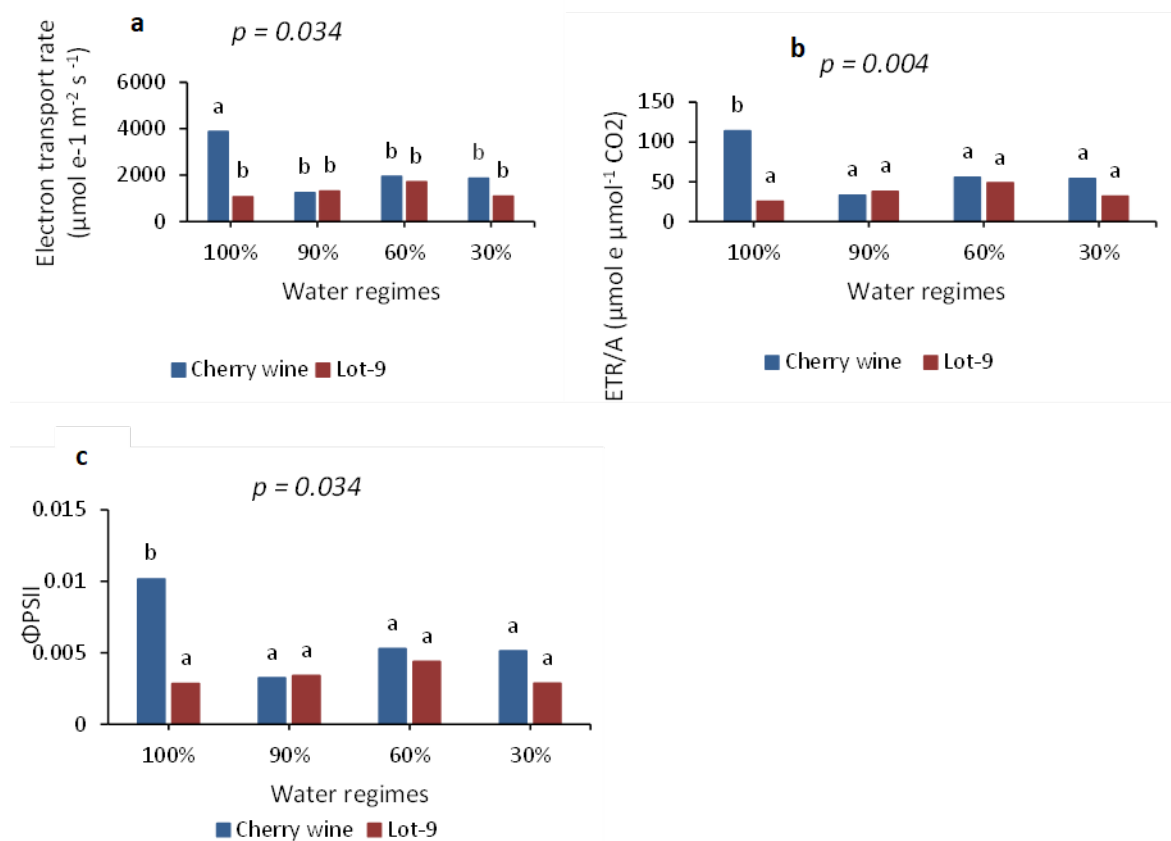 a
p = 0.034
Electron transport rate
(µmol e-1 m⁻² s ⁻¹)
6000
4000
2000
0
a
b
b
b
b
b
b
b
100%
90%
60%
30%
Water regimes
Cherry wine
Lot-9
b
p = 0.004
ETR/A (µmol e µmol⁻¹ CO2)
150
100
50
0
b
a
a
a
a
a
a
a
100%
90%
60%
30%
Water regimes
Cherry wine
Lot-9
c
p = 0.034
ΦPSII
0.015
0.01
0.005
0
b
a
a
a
a
a
a
a
100%
90%
60%
30%
Water regimes
Cherry wine
Lot-9